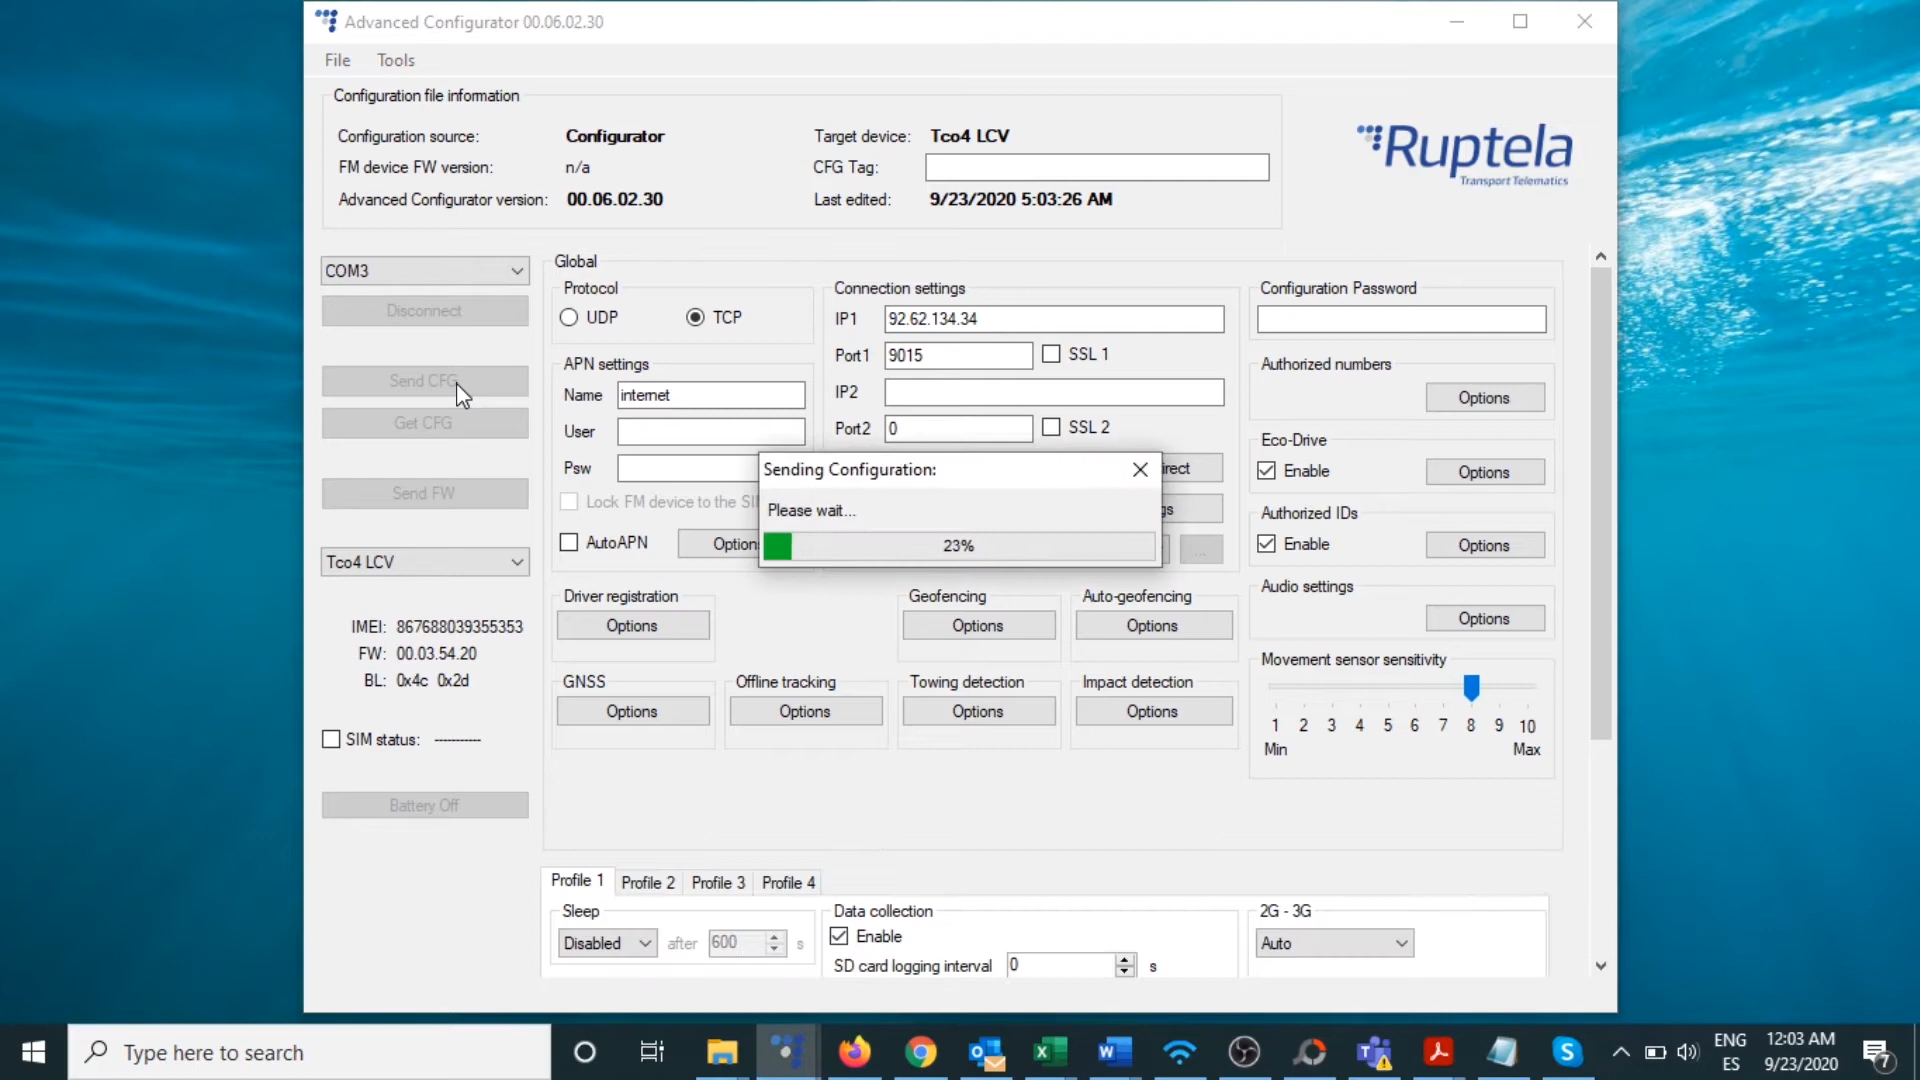 Advanced Configurator 00.06.02.30
File Tools
Configuration file information
Configuration source: Configurator Target device: Tco4 LCV
FM device FW version: n/a CFG Tag:
Advanced Configurator version: 00.06.02.30 Last edited: 9/23/2020 5:03:26 AM
Ruptela
Transport Telematics
COM3
Disconnect
Send CFG
Get CFG
Send FW
Tco4 LCV
IMEI: 867688039355353
FW: 00.03.54.20
BL: 0x4c 0x2d
SIM status: -----------
Battery Off
Global
Protocol
UDP TCP
APN settings
Name internet
User
Psw
Lock FM device to the SI
AutoAPN Option
Connection settings
IP1 92.62.134.34
Port1 9015 SSL 1
IP2
Port2 0 SSL 2
irect
gs
...
Sending Configuration:
Please wait...
23%
Configuration Password
Authorized numbers
Options
Eco-Drive
Enable Options
Authorized IDs
Enable Options
Audio settings
Options
Movement sensor sensitivity
1 2 3 4 5 6 7 8 9 10
Min Max
Driver registration
Options
Geofencing
Options
Auto-geofencing
Options
GNSS
Options
Offline tracking
Options
Towing detection
Options
Impact detection
Options
Profile 1 Profile 2 Profile 3 Profile 4
Sleep
Disabled after 600 s
Data collection
Enable
SD card logging interval 0 s
2G - 3G
Auto
Type here to search
ENG
ES
12:03 AM
9/23/2020
7